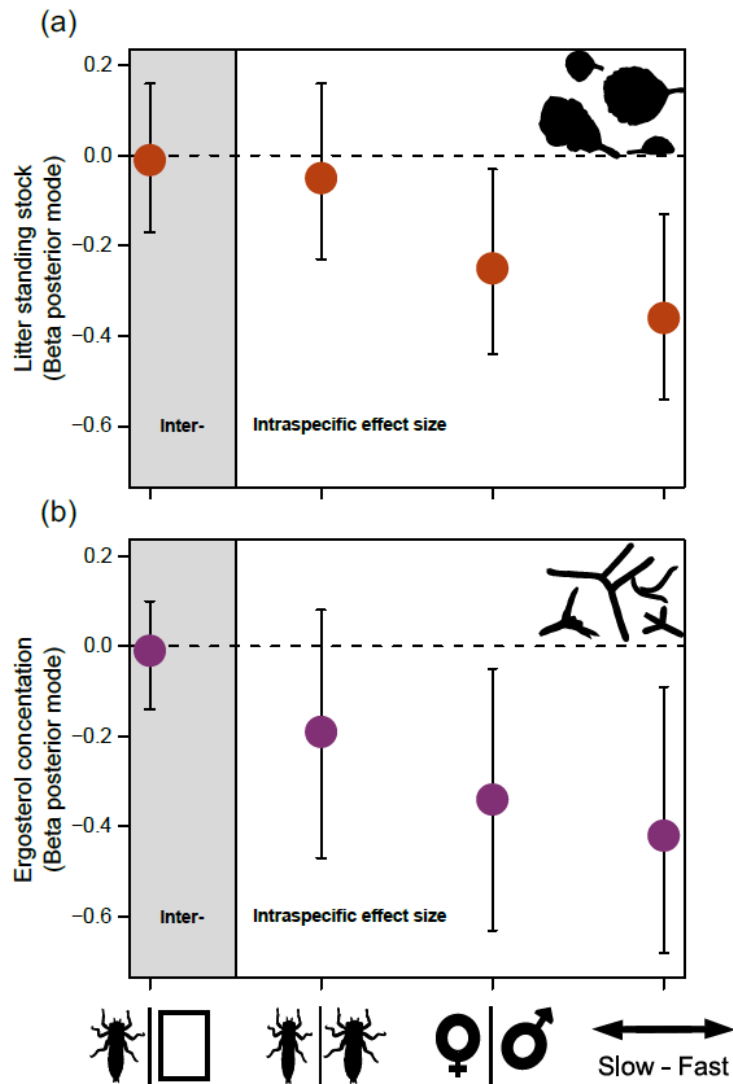 (a)
Litter standing stock
(Beta posterior mode)
0.2
0.0
−0.2
−0.4
−0.6
Inter-
Intraspecific effect size
(b)
Ergosterol concentration
(Beta posterior mode)
0.2
0.0
−0.2
−0.4
−0.6
Inter-
Intraspecific effect size
Slow - Fast